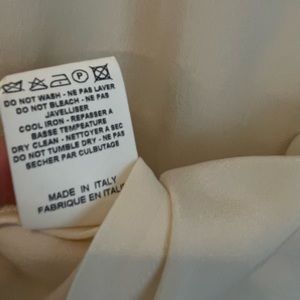 P
DO NOT WASH - NE PAS LAVER
DO NOT BLEACH - NE PAS
JAVELLISER
COOL IRON - REPASSER A
BASSE TEMPERATURE
DRY CLEAN - NETTOYER A SEC
DO NOT TUMBLE DRY - NE PAS
SECHER PAR CULBUTAGE
MADE IN ITALY
FABRIQUE EN ITALIE